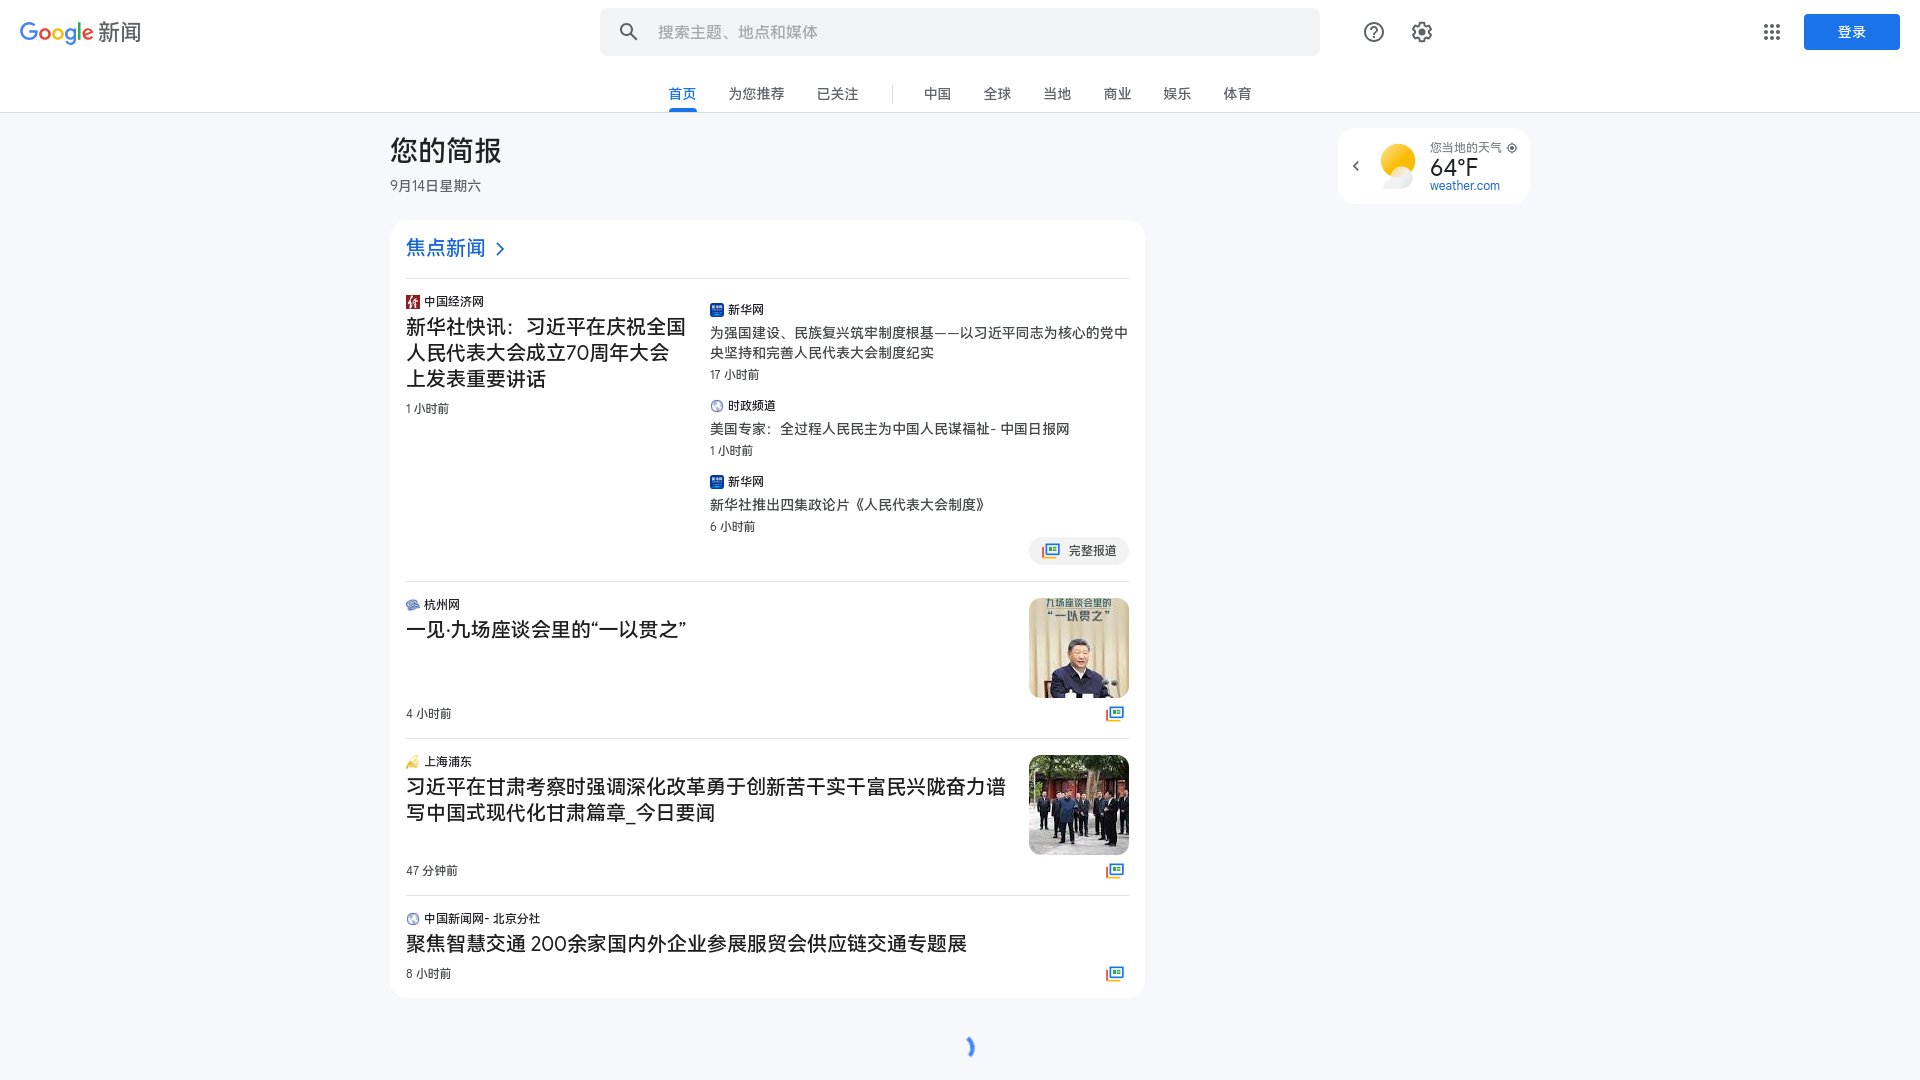 Google 新闻
搜索主题、地点和媒体
登录
首页
为您推荐
已关注
中国
全球
当地
商业
娱乐
体育
您的简报
9月14日星期六
您当地的天气
64°F
weather.com
焦点新闻
中国经济网
新华社快讯：习近平在庆祝全国
人民代表大会成立70周年大会
上发表重要讲话
1 小时前
新华网
为强国建设、民族复兴筑牢制度根基——以习近平同志为核心的党中
央坚持和完善人民代表大会制度纪实
17 小时前
时政频道
美国专家：全过程人民民主为中国人民谋福祉- 中国日报网
1 小时前
新华网
新华社推出四集政论片《人民代表大会制度》
6 小时前
完整报道
杭州网
一见·九场座谈会里的“一以贯之”
九场座谈会里的
“一以贯之”
4 小时前
上海浦东
习近平在甘肃考察时强调深化改革勇于创新苦干实干富民兴陇奋力谱
写中国式现代化甘肃篇章_今日要闻
47 分钟前
中国新闻网- 北京分社
聚焦智慧交通 200余家国内外企业参展服贸会供应链交通专题展
8 小时前